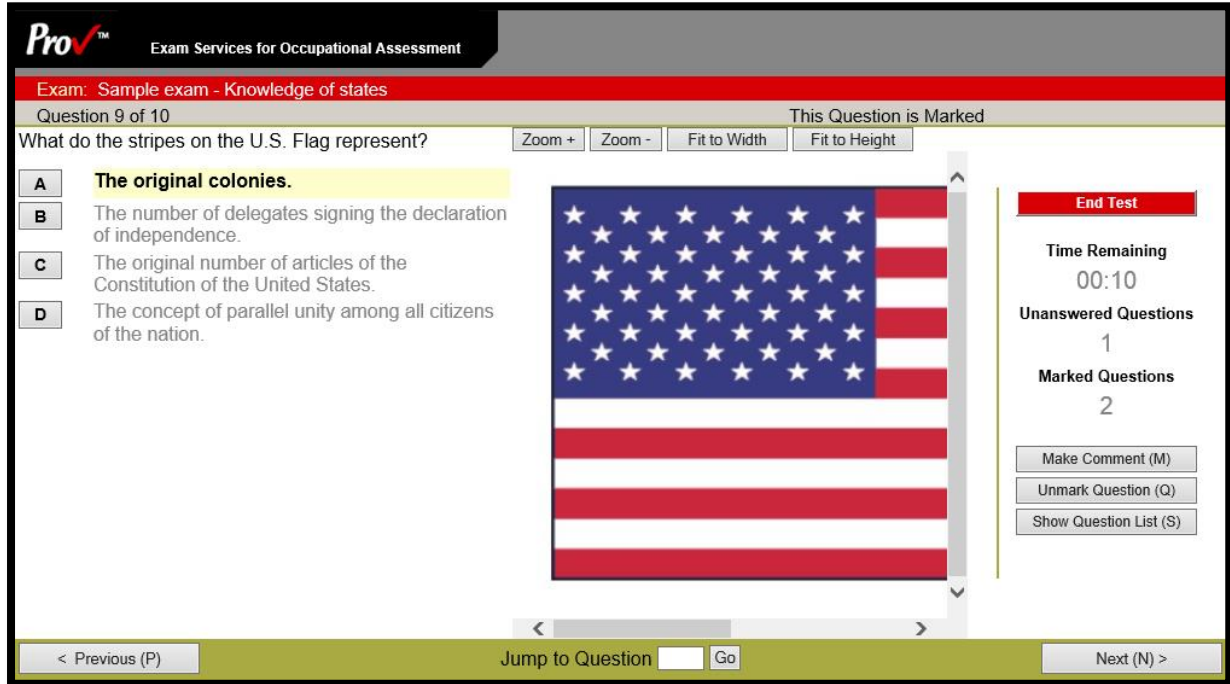 Prov™
Exam Services for Occupational Assessment
Exam: Sample exam - Knowledge of states
Question 9 of 10
This Question is Marked
What do the stripes on the U.S. Flag represent?
Zoom +
Zoom -
Fit to Width
Fit to Height
A
The original colonies.
B
The number of delegates signing the declaration
of independence.
C
The original number of articles of the
Constitution of the United States.
D
The concept of parallel unity among all citizens
of the nation.
End Test
Time Remaining
00:10
Unanswered Questions
1
Marked Questions
2
Make Comment (M)
Unmark Question (Q)
Show Question List (S)
< Previous (P)
Jump to Question
Go
Next (N) >